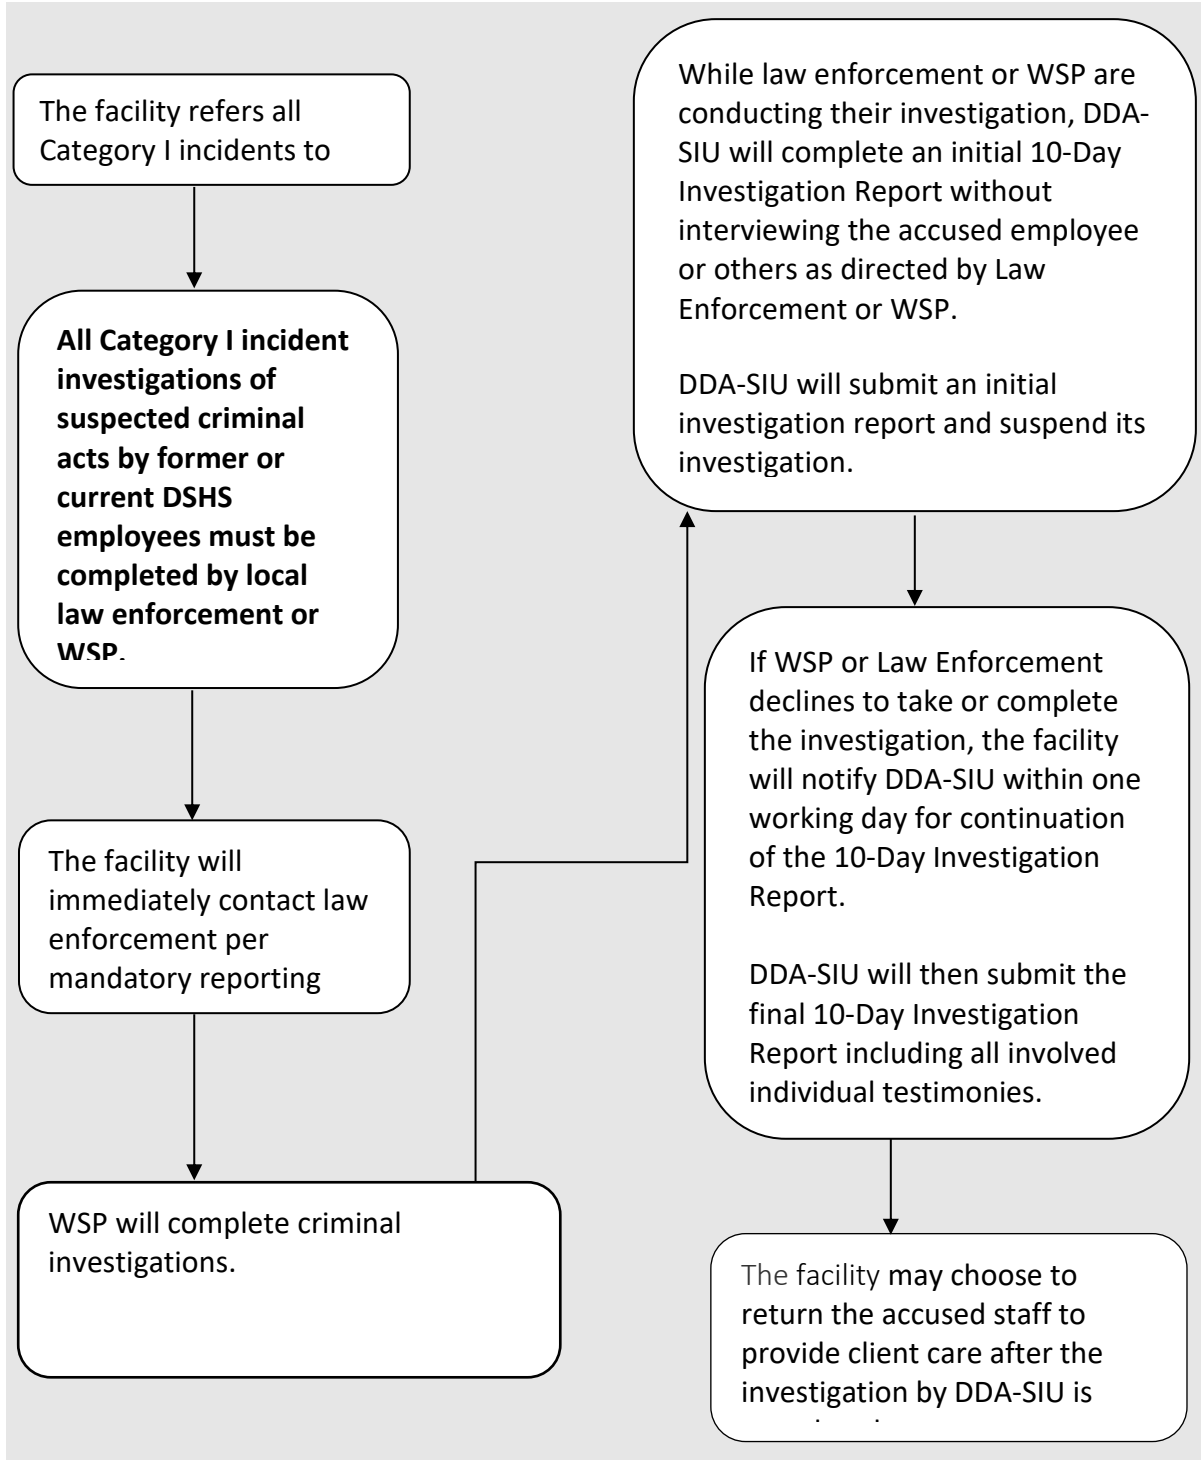 The facility refers all
Category I incidents to
All Category I incident
investigations of
suspected criminal
acts by former or
current DSHS
employees must be
completed by local
law enforcement or
WSP.
The facility will
immediately contact law
enforcement per
mandatory reporting
WSP will complete criminal
investigations.
While law enforcement or WSP are
conducting their investigation, DDA-
SIU will complete an initial 10-Day
Investigation Report without
interviewing the accused employee
or others as directed by Law
Enforcement or WSP.
DDA-SIU will submit an initial
investigation report and suspend its
investigation.
If WSP or Law Enforcement
declines to take or complete
the investigation, the facility
will notify DDA-SIU within one
working day for continuation
of the 10-Day Investigation
Report.
DDA-SIU will then submit the
final 10-Day Investigation
Report including all involved
individual testimonies.
The facility may choose to
return the accused staff to
provide client care after the
investigation by DDA-SIU is